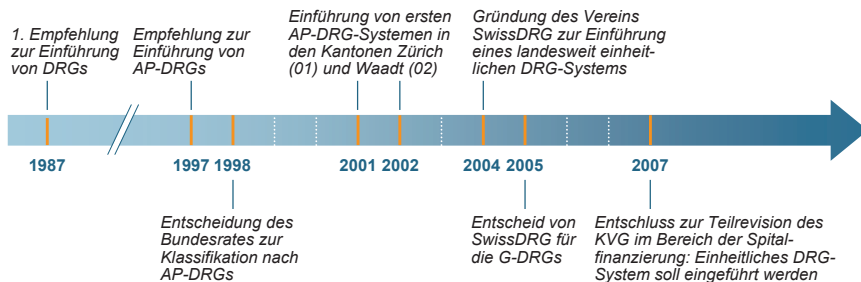 1. Empfehlung
zur Einführung
von DRGs
Empfehlung zur
Einführung von
AP-DRGs
Einführung von ersten
AP-DRG-Systemen in
den Kantonen Zürich
(01) und Waadt (02)
Gründung des Vereins
SwissDRG zur Einführung
eines landesweit einheit-
lichen DRG-Systems
1987
1997
1998
2001
2002
2004
2005
2007
Entscheidung des
Bundesrates zur
Klassifikation nach
AP-DRGs
Entscheid von
SwissDRG für
die G-DRGs
Entschluss zur Teilrevision des
KVG im Bereich der Spital-
finanzierung: Einheitliches DRG-
System soll eingeführt werden